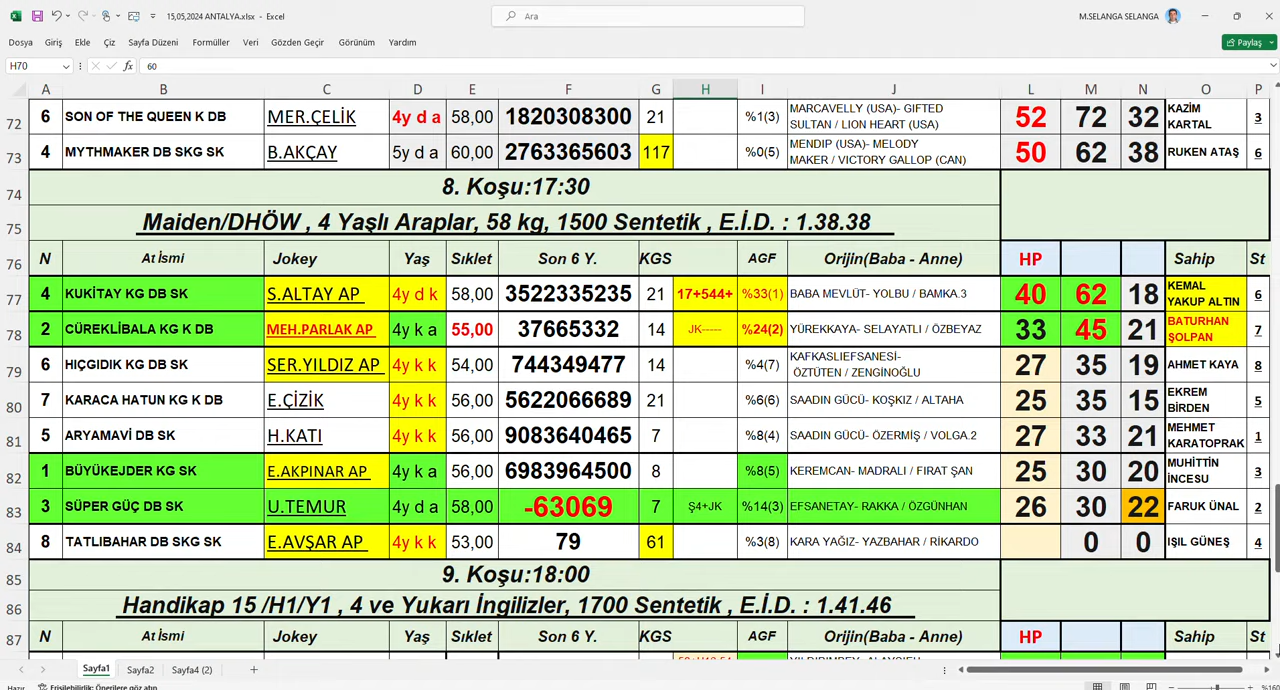 15,05,2024 ANTALYA.xlsx - Excel
Ara
M.SELANGA SELANGA
Dosya Giriş Ekle Çiz Sayfa Düzeni Formüller Veri Gözden Geçir Görünüm Yardım
Paylaş
H70 fx 60
A B C D E F G H I J L M N O P
72 6 SON OF THE QUEEN K DB MER.ÇELİK 4y d a 58,00 1820308300 21 %1(3) MARCAVELLY (USA)- GIFTED SULTAN / LION HEART (USA) 52 72 32 KAZİM KARTAL 3
73 4 MYTHMAKER DB SKG SK B.AKÇAY 5y d a 60,00 2763365603 117 %0(5) MENDIP (USA)- MELODY MAKER / VICTORY GALLOP (CAN) 50 62 38 RUKEN ATAŞ 6
74 8. Koşu:17:30
75 Maiden/DHÖW , 4 Yaşlı Araplar, 58 kg, 1500 Sentetik , E.İ.D. : 1.38.38
76 N At İsmi Jokey Yaş Sıklet Son 6 Y. KGS AGF Orijin(Baba - Anne) HP Sahip St
77 4 KUKİTAY KG DB SK S.ALTAY AP 4y d k 58,00 3522335235 21 17+544+ %33(1) BABA MEVLÜT- YOLBU / BAMKA.3 40 62 18 KEMAL YAKUP ALTIN 6
78 2 CÜREKLİBALA KG K DB MEH.PARLAK AP 4y k a 55,00 37665332 14 JK----- %24(2) YÜREKKAYA- SELAYATLI / ÖZBEYAZ 33 45 21 BATURHAN ŞOLPAN 7
79 6 HIÇGIDIK KG DB SK SER.YILDIZ AP 4y k k 54,00 744349477 14 %4(7) KAFKASLIEFSANESİ- ÖZTÜTEN / ZENGİNOĞLU 27 35 19 AHMET KAYA 8
80 7 KARACA HATUN KG K DB E.ÇİZİK 4y k k 56,00 5622066689 21 %6(6) SAADIN GÜCÜ- KOŞKIZ / ALTAHA 25 35 15 EKREM BİRDEN 5
81 5 ARYAMAVİ DB SK H.KATI 4y k k 56,00 9083640465 7 %8(4) SAADIN GÜCÜ- ÖZERMİŞ / VOLGA.2 27 33 21 MEHMET KARATOPRAK 1
82 1 BÜYÜKEJDER KG SK E.AKPINAR AP 4y k a 56,00 6983964500 8 %8(5) KEREMCAN- MADRALI / FIRAT ŞAN 25 30 20 MUHİTTİN İNCESU 3
83 3 SÜPER GÜÇ DB SK U.TEMUR 4y d a 58,00 -63069 7 Ş4+JK %14(3) EFSANETAY- RAKKA / ÖZGÜNHAN 26 30 22 FARUK ÜNAL 2
84 8 TATLIBAHAR DB SKG SK E.AVŞAR AP 4y k k 53,00 79 61 %3(8) KARA YAĞIZ- YAZBAHAR / RİKARDO 0 0 IŞIL GÜNEŞ 4
85 9. Koşu:18:00
86 Handikap 15 /H1/Y1 , 4 ve Yukarı İngilizler, 1700 Sentetik , E.İ.D. : 1.41.46
87 N At İsmi Jokey Yaş Sıklet Son 6 Y. KGS AGF Orijin(Baba - Anne) HP Sahip St
Sayfa1 Sayfa2 Sayfa4 (2)
Hazır Erişilebilirlik: Önerilere göz atın %160